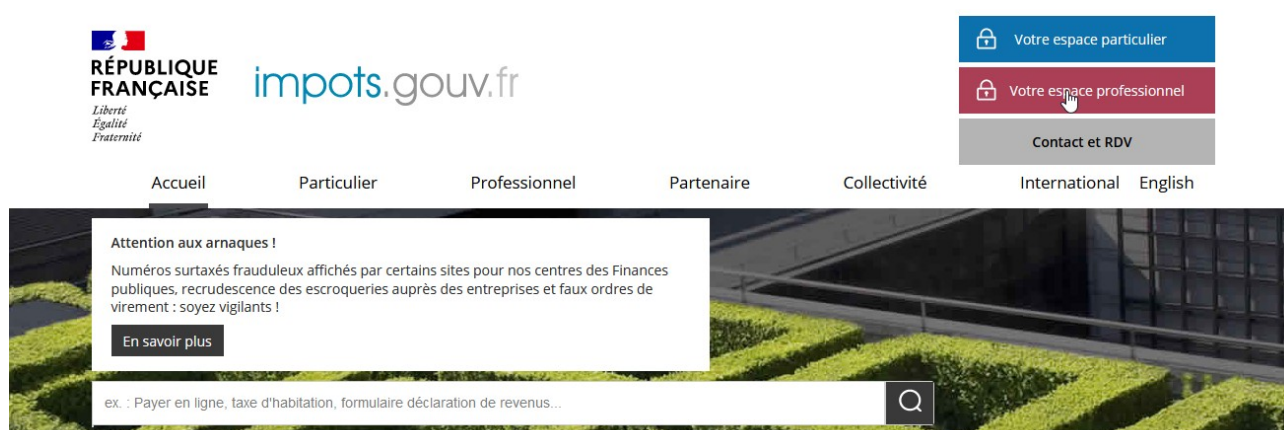 RÉPUBLIQUE
FRANÇAISE
Liberté
Égalité
Fraternité
impots.gouv.fr
Votre espace particulier
Votre espace professionnel
Contact et RDV
Accueil Particulier Professionnel Partenaire Collectivité International English
Attention aux arnaques !
Numéros surtaxés frauduleux affichés par certains sites pour nos centres des Finances
publiques, recrudescence des escroqueries auprès des entreprises et faux ordres de
virement : soyez vigilants !
En savoir plus
ex. : Payer en ligne, taxe d'habitation, formulaire déclaration de revenus...